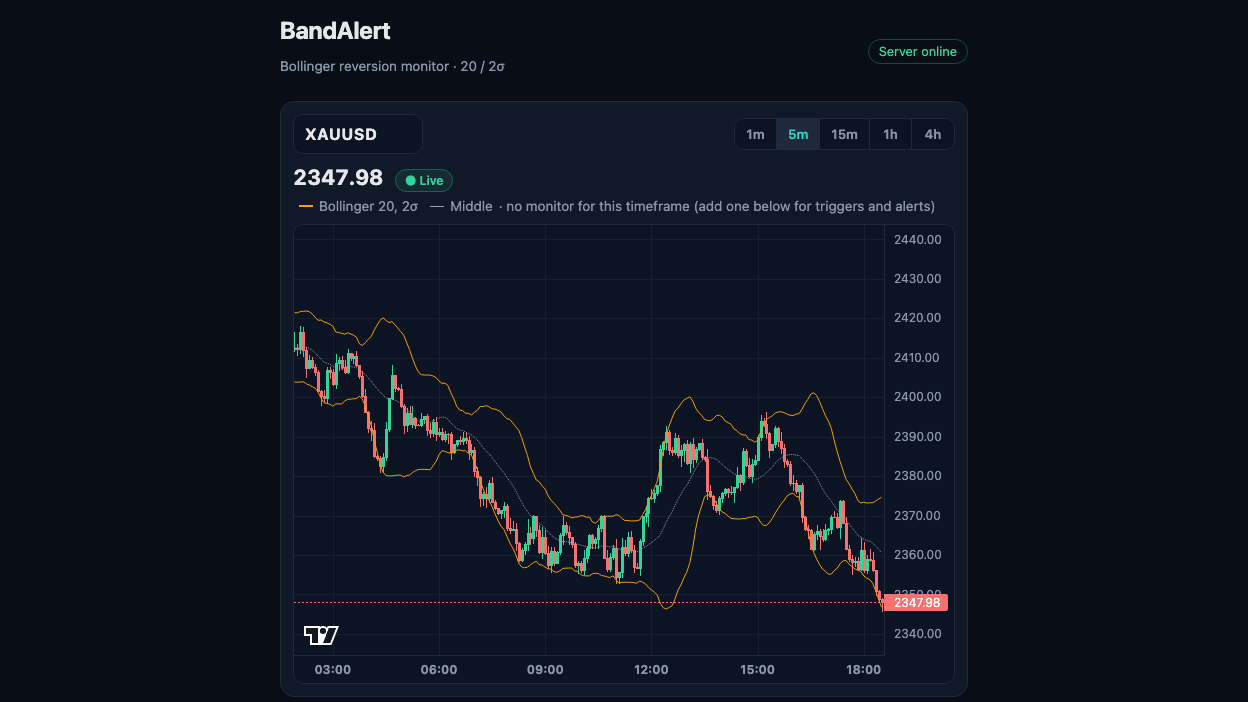 BandAlert
Bollinger reversion monitor · 20 / 2σ
Server online
XAUUSD
1m 5m 15m 1h 4h
2347.98 Live
Bollinger 20, 2σ Middle · no monitor for this timeframe (add one below for triggers and alerts)
2440.00
2430.00
2420.00
2410.00
2400.00
2390.00
2380.00
2370.00
2360.00
2350.00
2347.98
2340.00
03:00 06:00 09:00 12:00 15:00 18:00